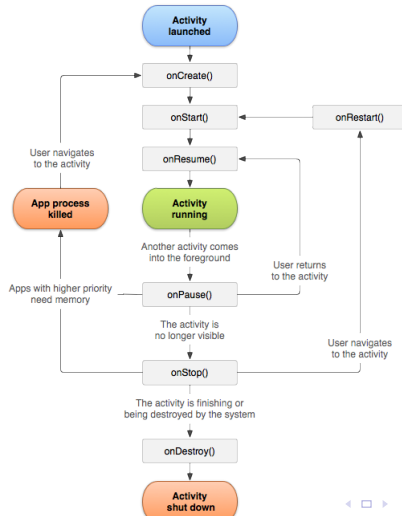 Activity
launched
onCreate()
onStart()
onRestart()
User navigates
to the activity
onResume()
App process
killed
Activity
running
Another activity comes
into the foreground
User returns
to the activity
Apps with higher priority
need memory
onPause()
The activity is
no longer visible
User navigates
to the activity
onStop()
The activity is finishing or
being destroyed by the system
onDestroy()
Activity
shut down